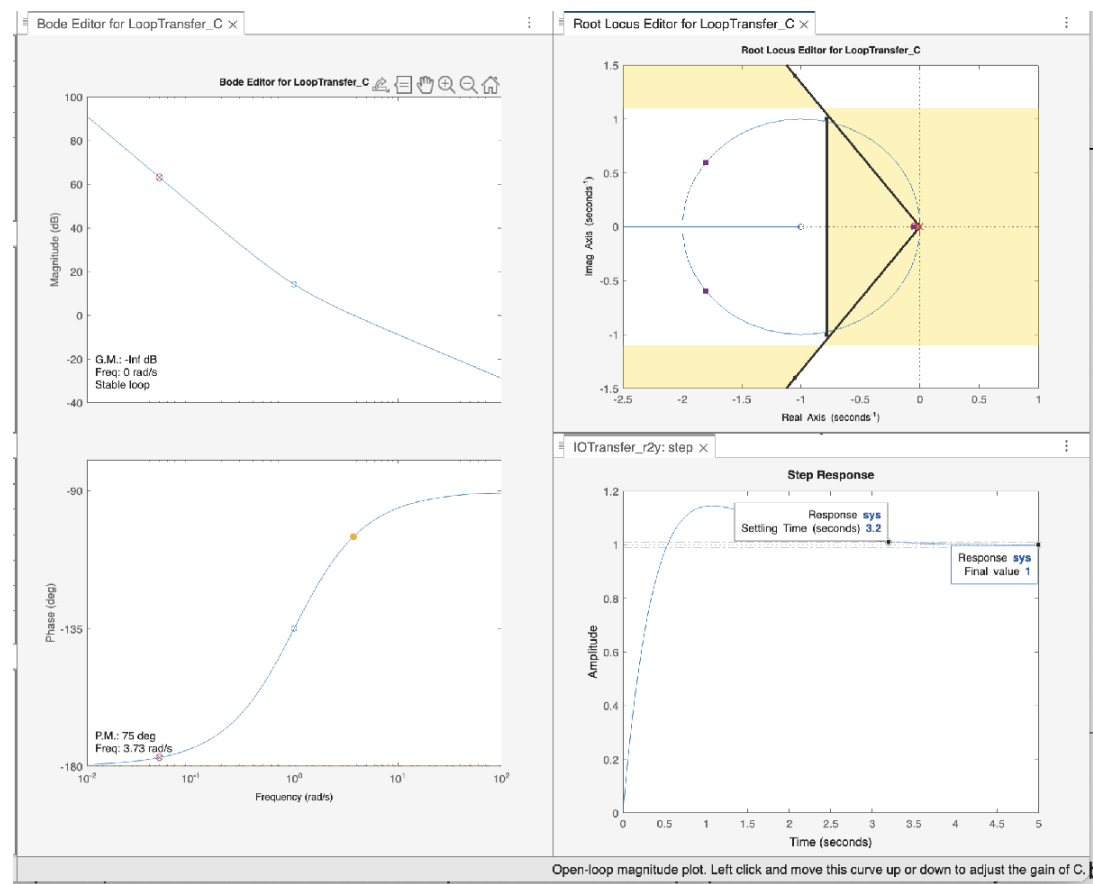 Bode Editor for LoopTransfer_C ×
Bode Editor for LoopTransfer_C
100
80
60
40
20
0
-20
-40
Magnitude (dB)
G.M.: -Inf dB
Freq: 0 rad/s
Stable loop
-90
-135
-180
Phase (deg)
P.M.: 75 deg
Freq: 3.73 rad/s
10-2
10-1
100
101
102
Frequency (rad/s)
Root Locus Editor for LoopTransfer_C ×
Root Locus Editor for LoopTransfer_C
1.5
1
0.5
0
-0.5
-1
-1.5
Imag Axis (seconds-1)
-2.5
-2
-1.5
-1
-0.5
0
0.5
1
Real Axis (seconds-1)
IOTransfer_r2y: step ×
Step Response
1.2
1
0.8
0.6
0.4
0.2
0
Amplitude
Response sys
Settling Time (seconds) 3.2
Response sys
Final value 1
0
0.5
1
1.5
2
2.5
3
3.5
4
4.5
5
Time (seconds)
Open-loop magnitude plot. Left click and move this curve up or down to adjust the gain of C.